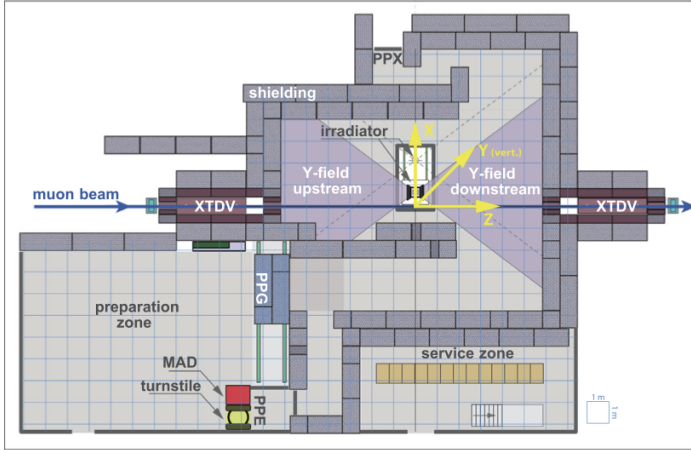 PPX
shielding
irradiator
X
Y (vert.)
Y-field
upstream
Y-field
downstream
muon beam
XTDV
Z
XTDV
PPG
preparation
zone
service zone
MAD
turnstile
PPE
1 m
1 m